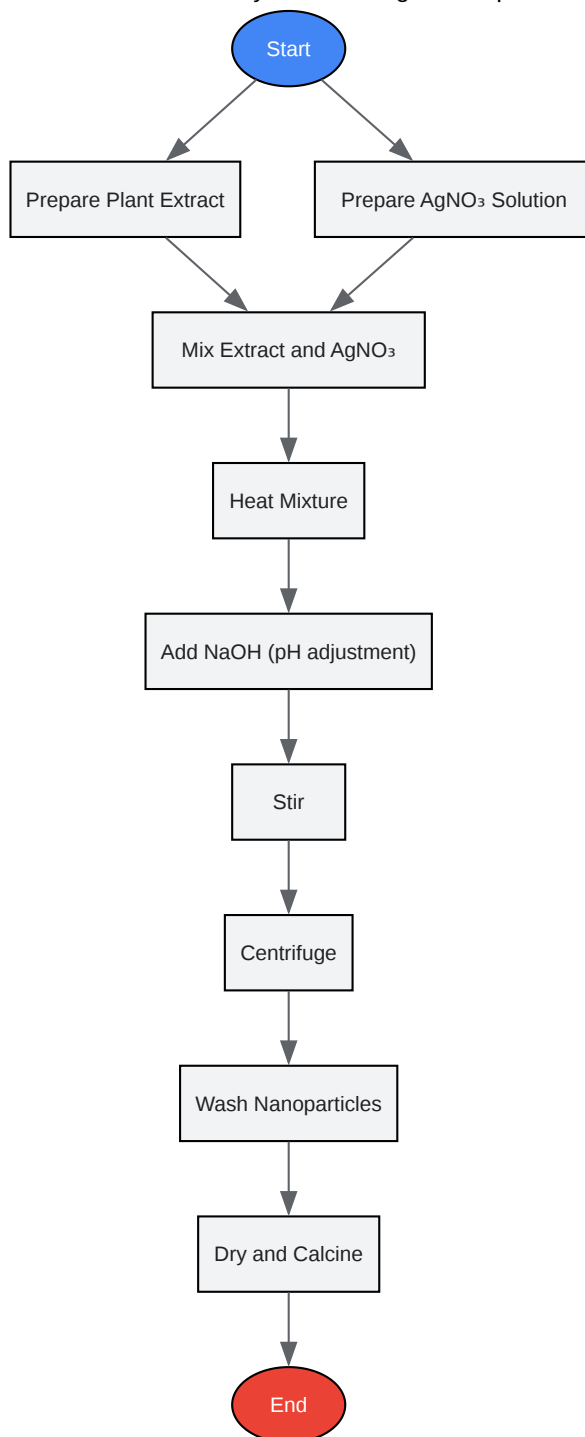 Start
Prepare Plant Extract
Prepare AgNO₃ Solution
Mix Extract and AgNO₃
Heat Mixture
Add NaOH (pH adjustment)
Stir
Centrifuge
Wash Nanoparticles
Dry and Calcine
End